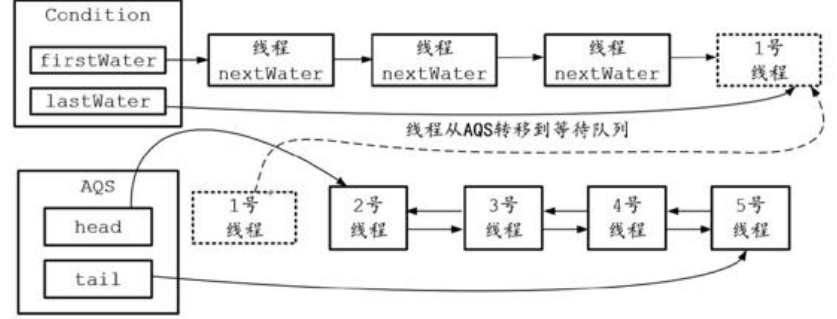 Condition
firstWater
lastWater
线程
nextWater
线程
nextWater
线程
nextWater
1号
线程
线程从AQS转移到等待队列
AQS
head
tail
1号
线程
2号
线程
3号
线程
4号
线程
5号
线程